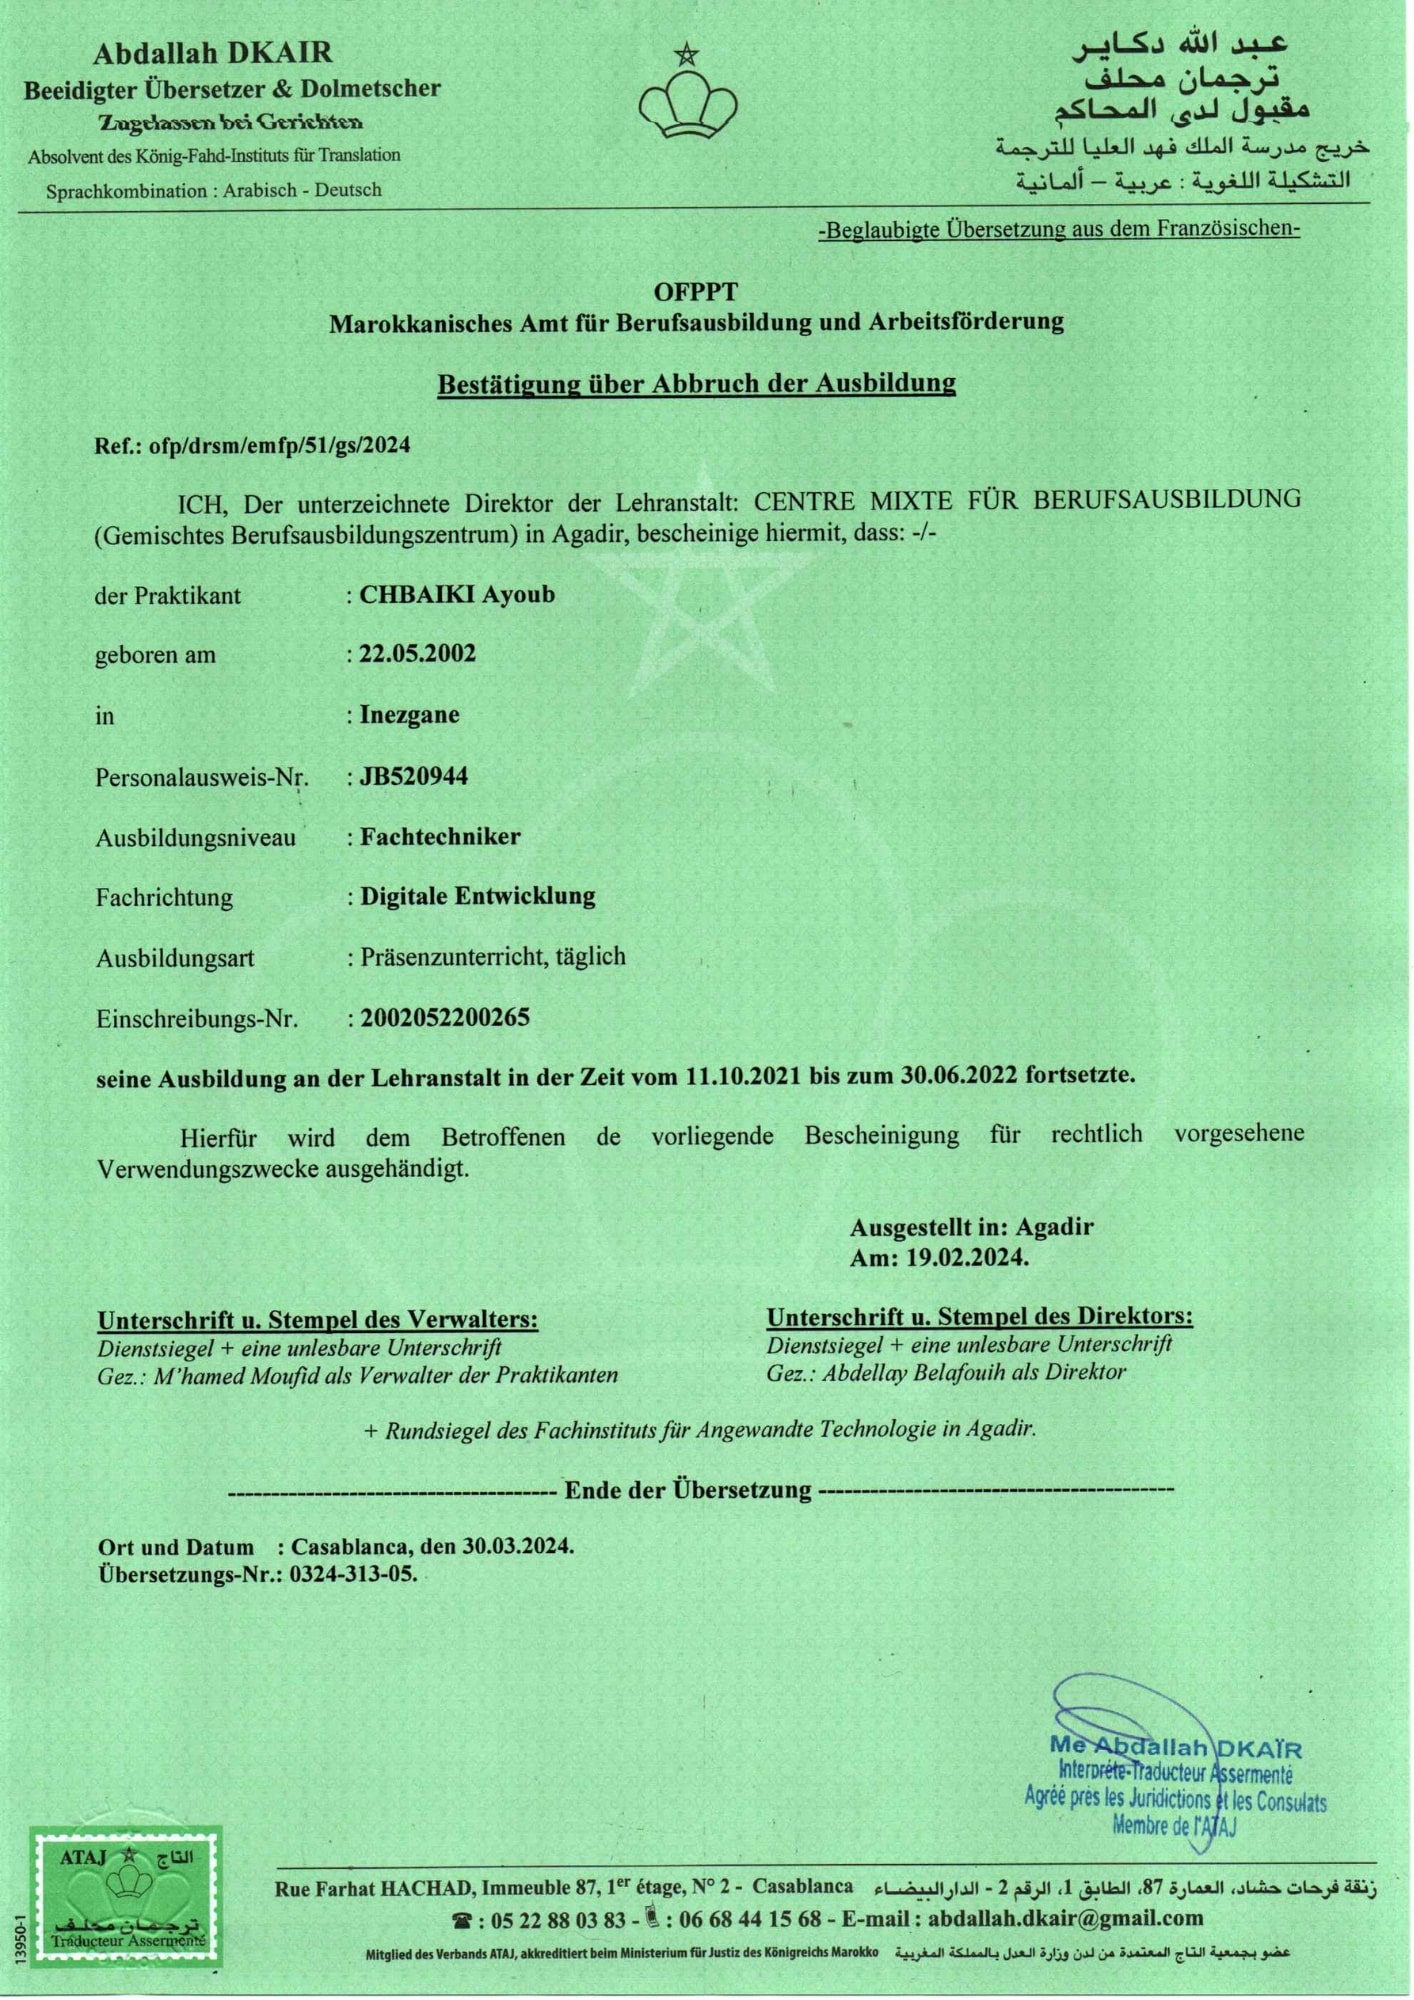 Abdallah DKAIR
Beeidigter Übersetzer & Dolmetscher
Zugelassen bei Gerichten
Absolvent des König-Fahd-Instituts für Translation
Sprachkombination : Arabisch - Deutsch
عبد الله دكاير
ترجمان محلف
مقبول لدى المحاكم
خريج مدرسة الملك فهد العليا للترجمة
التشكيلة اللغوية : عربية – ألمانية
-Beglaubigte Übersetzung aus dem Französischen-
OFPPT
Marokkanisches Amt für Berufsausbildung und Arbeitsförderung
Bestätigung über Abbruch der Ausbildung
Ref.: ofp/drsm/emfp/51/gs/2024
ICH, Der unterzeichnete Direktor der Lehranstalt: CENTRE MIXTE FÜR BERUFSAUSBILDUNG
(Gemischtes Berufsausbildungszentrum) in Agadir, bescheinige hiermit, dass: -/-
der Praktikant : CHBAIKI Ayoub
geboren am : 22.05.2002
in : Inezgane
Personalausweis-Nr. : JB520944
Ausbildungsniveau : Fachtechniker
Fachrichtung : Digitale Entwicklung
Ausbildungsart : Präsenzunterricht, täglich
Einschreibungs-Nr. : 2002052200265
seine Ausbildung an der Lehranstalt in der Zeit vom 11.10.2021 bis zum 30.06.2022 fortsetzte.
Hierfür wird dem Betroffenen de vorliegende Bescheinigung für rechtlich vorgesehene
Verwendungszwecke ausgehändigt.
Ausgestellt in: Agadir
Am: 19.02.2024.
Unterschrift u. Stempel des Verwalters:
Dienstsiegel + eine unlesbare Unterschrift
Gez.: M'hamed Moufid als Verwalter der Praktikanten
Unterschrift u. Stempel des Direktors:
Dienstsiegel + eine unlesbare Unterschrift
Gez.: Abdellay Belafouih als Direktor
+ Rundsiegel des Fachinstituts für Angewandte Technologie in Agadir.
-------------------------------------- Ende der Übersetzung -----------------------------------------
Ort und Datum : Casablanca, den 30.03.2024.
Übersetzungs-Nr.: 0324-313-05.
Me Abdallah DKAÏR
Interprète-Traducteur Assermenté
Agréé près les Juridictions et les Consulats
Membre de l'ATAJ
ATAJ التاج
ترجمان محلف
Traducteur Assermenté
13950-1
Rue Farhat HACHAD, Immeuble 87, 1er étage, N° 2 - Casablanca زنقة فرحات حشاد، العمارة 87، الطابق 1، الرقم 2 - الدار البيضاء
☎ : 05 22 88 03 83 - : 06 68 44 15 68 - E-mail : abdallah.dkair@gmail.com
Mitglied des Verbands ATAJ, akkreditiert beim Ministerium für Justiz des Königreichs Marokko عضو بجمعية التاج المعتمدة من لدن وزارة العدل بالمملكة المغربية